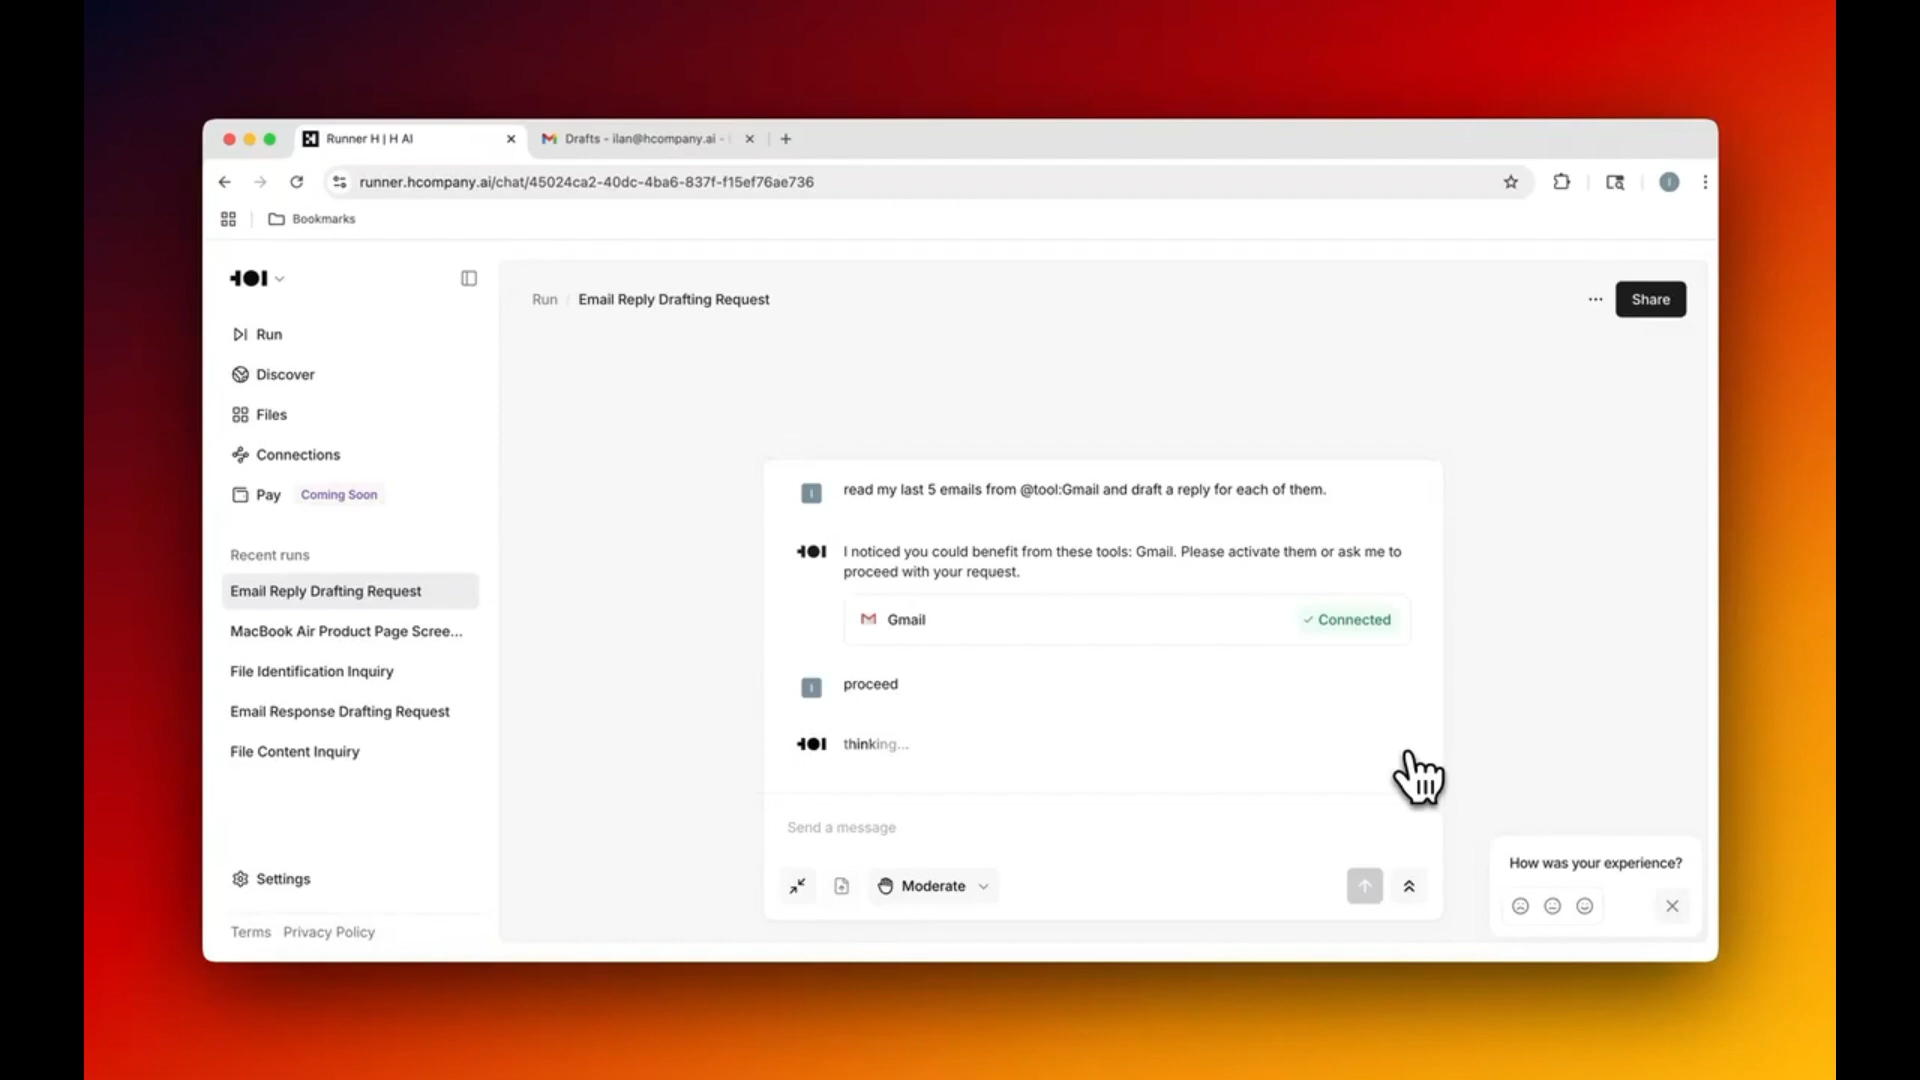 Runner H | H AI
Drafts - ilan@hcompany.ai -
runner.hcompany.ai/chat/45024ca2-40dc-4ba6-837f-f15ef76ae736
Bookmarks
Run
Discover
Files
Connections
Pay Coming Soon
Recent runs
Email Reply Drafting Request
MacBook Air Product Page Scree...
File Identification Inquiry
Email Response Drafting Request
File Content Inquiry
Settings
Terms Privacy Policy
Run / Email Reply Drafting Request
Share
I read my last 5 emails from @tool:Gmail and draft a reply for each of them.
I noticed you could benefit from these tools: Gmail. Please activate them or ask me to
proceed with your request.
Gmail Connected
I proceed
thinking...
Send a message
Moderate
How was your experience?